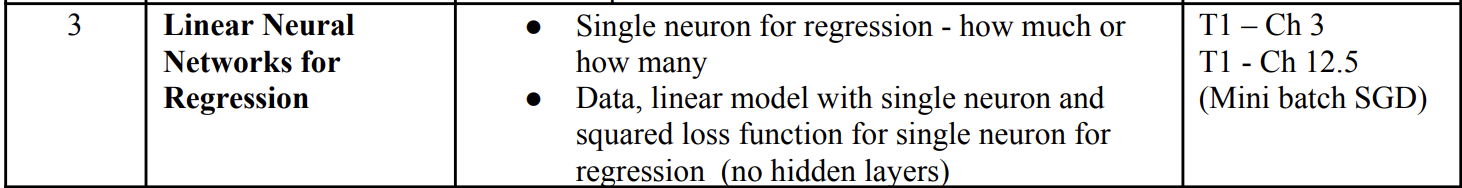 3
Linear Neural
Networks for
Regression
● Single neuron for regression - how much or
how many
● Data, linear model with single neuron and
squared loss function for single neuron for
regression (no hidden layers)
T1 – Ch 3
T1 - Ch 12.5
(Mini batch SGD)